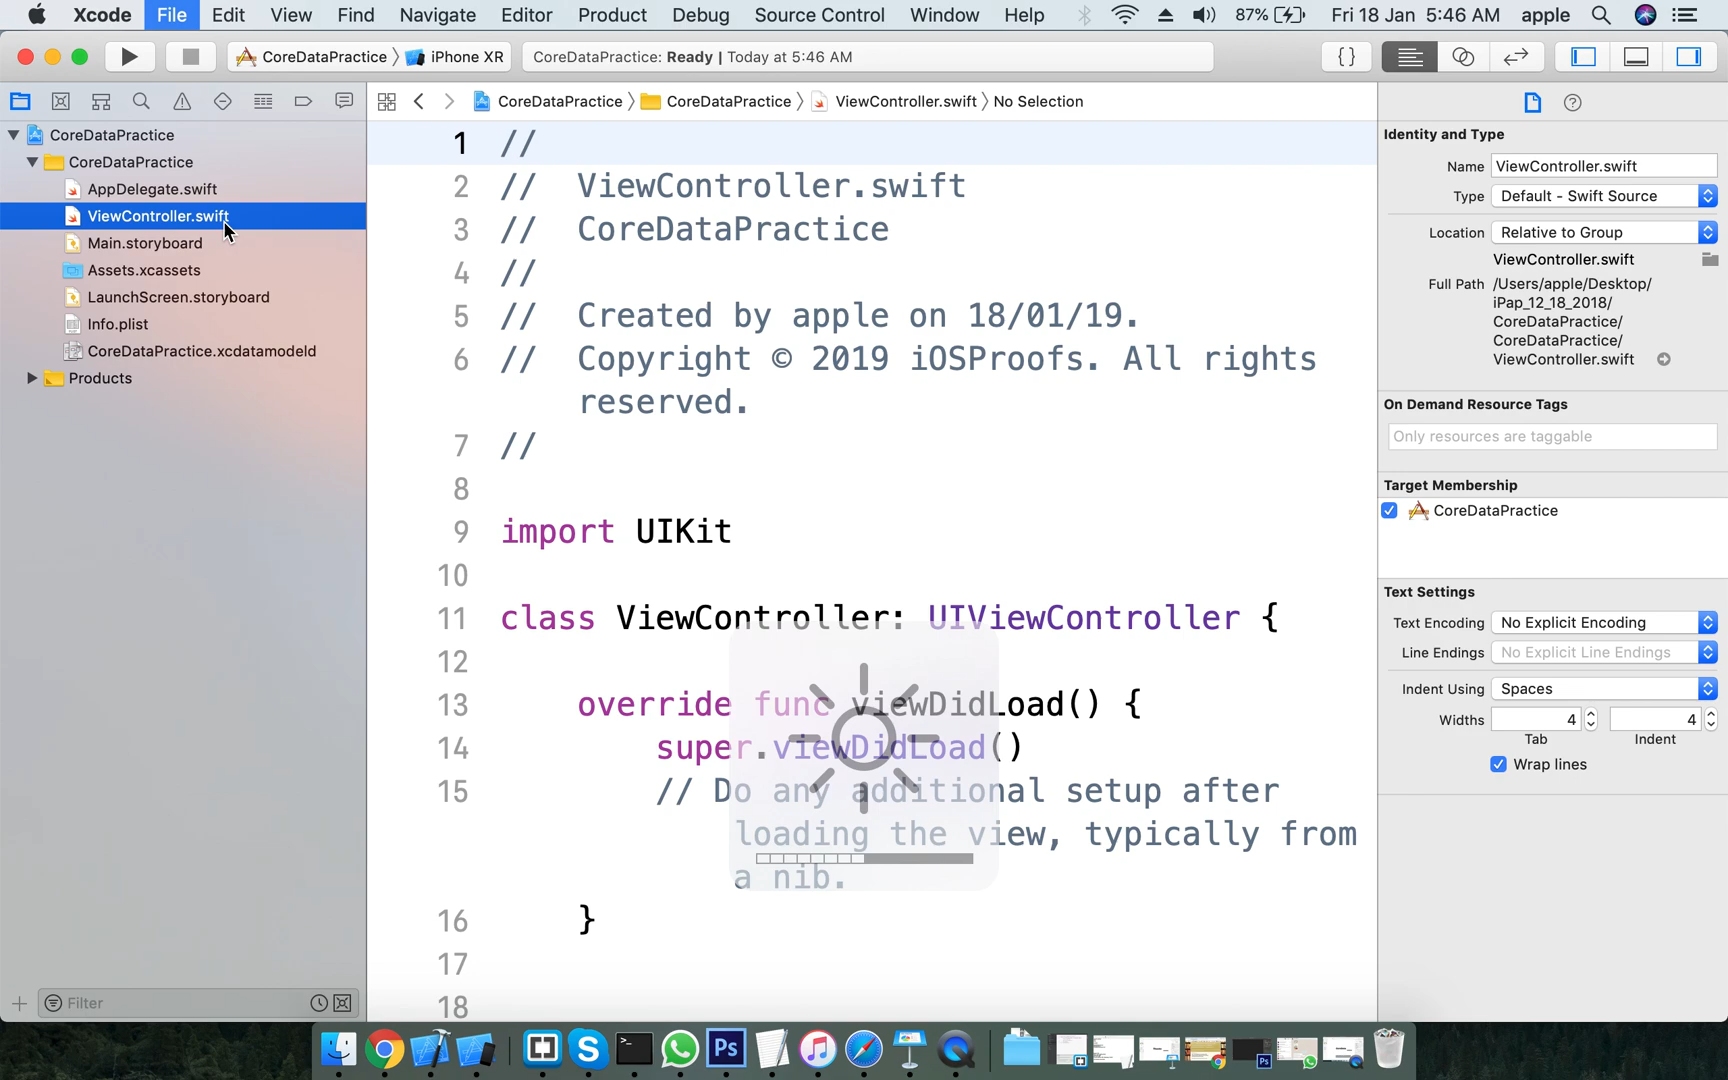 Xcode File Edit View Find Navigate Editor Product Debug Source Control Window Help 87% Fri 18 Jan 5:46 AM apple
CoreDataPractice iPhone XR CoreDataPractice: Ready | Today at 5:46 AM {}
CoreDataPractice CoreDataPractice ViewController.swift No Selection
CoreDataPractice
CoreDataPractice
AppDelegate.swift
ViewController.swift
Main.storyboard
Assets.xcassets
LaunchScreen.storyboard
Info.plist
CoreDataPractice.xcdatamodeld
Products
Filter
1 //
2 // ViewController.swift
3 // CoreDataPractice
4 //
5 // Created by apple on 18/01/19.
6 // Copyright © 2019 iOSProofs. All rights
reserved.
7 //
8
9 import UIKit
10
11 class ViewController: UIViewController {
12
13 override func viewDidLoad() {
14 super.viewDidLoad()
15 // Do any additional setup after
loading the view, typically from
a nib.
16 }
17
18
Identity and Type
Name ViewController.swift
Type Default - Swift Source
Location Relative to Group
ViewController.swift
Full Path /Users/apple/Desktop/
iPap_12_18_2018/
CoreDataPractice/
CoreDataPractice/
ViewController.swift
On Demand Resource Tags
Only resources are taggable
Target Membership
CoreDataPractice
Text Settings
Text Encoding No Explicit Encoding
Line Endings No Explicit Line Endings
Indent Using Spaces
Widths 4 4
Tab Indent
Wrap lines
Ps